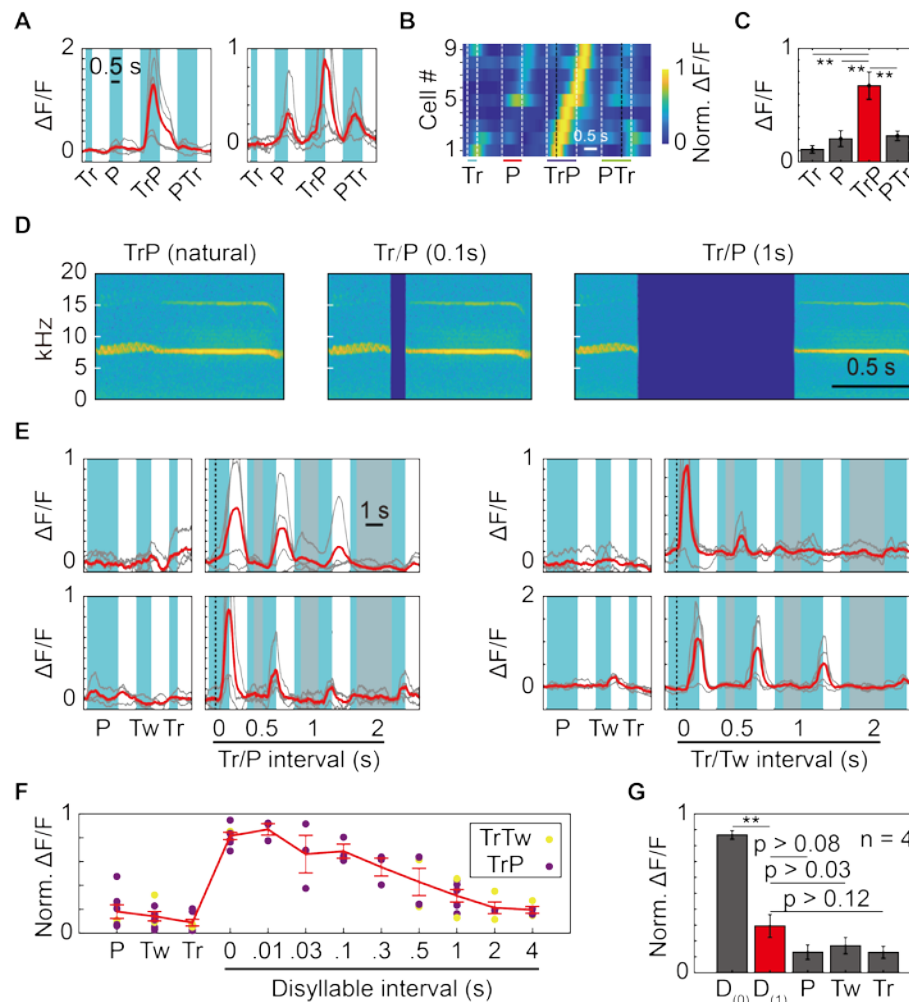 A
2
0.5 s
ΔF/F
0
Tr P TrP PTr
1
0
Tr P TrP PTr
B
9
5
1
Cell #
0.5 s
Tr P TrP PTr
1
0
Norm. ΔF/F
C
1
ΔF/F
0
** ** **
Tr P TrP PTr
D
TrP (natural)
Tr/P (0.1s)
Tr/P (1s)
20
15
10
5
0
kHz
0.5 s
E
1
ΔF/F
0
1 s
1
ΔF/F
0
1
ΔF/F
0
2
ΔF/F
0
P Tw Tr
0 0.5 1 2
Tr/P interval (s)
P Tw Tr
0 0.5 1 2
Tr/Tw interval (s)
F
1
Norm. ΔF/F
0
TrTw
TrP
P Tw Tr 0 .01 .03 .1 .3 .5 1 2 4
Disyllable interval (s)
G
1
Norm. ΔF/F
0
**
p > 0.08
n = 4
p > 0.03
p > 0.12
D(0) D(1) P Tw Tr